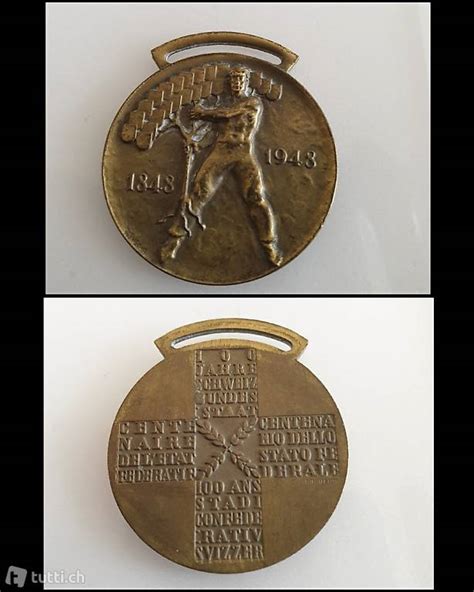 1848 1948
100
JAHRE
SCHWEIZ
BUNDES
STAAT
CENTE
NAIRE
DE L'ETAT
FEDERATIF
CENTENA
RIO DELLO
STATO FE
DERALE
100 ANS
STADI
CONFEDE
RATIV
SVIZZER
tutti.ch